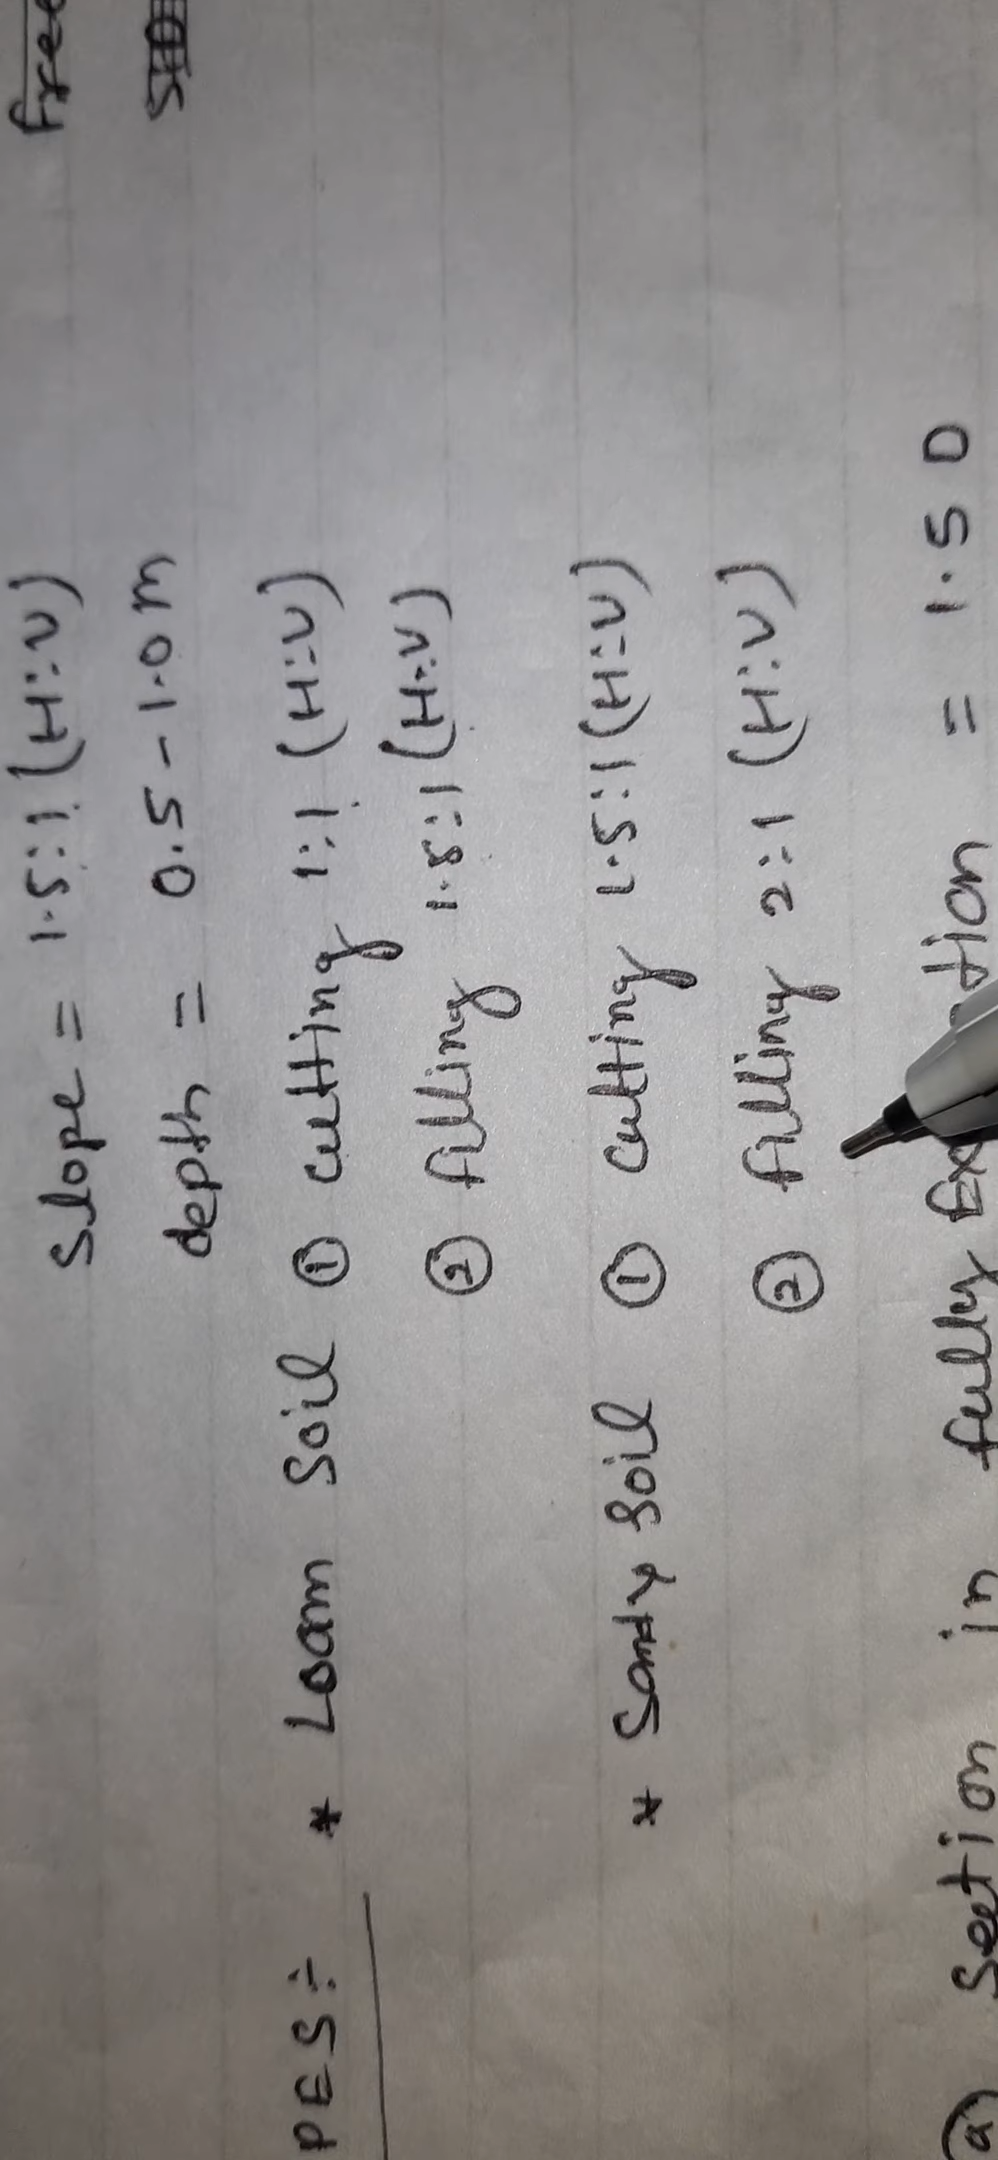 Slope = 1.5:1 (H:V)
depth = 0.5 - 1.0 m
PES :- * Loam Soil ① cutting 1:1 (H:V)
② filling 1.5:1 (H:V)
* Sandy Soil ① cutting 1.5:1 (H:V)
② filling 2:1 (H:V)
a) Section in fully = 1.5 D